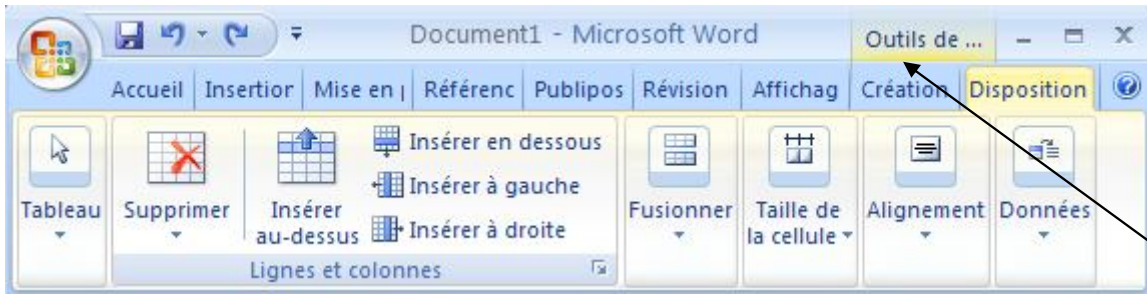 Document1 - Microsoft Word Outils de ...
Accueil Insertior Mise en | Référenc Publipos Révision Affichag Création Disposition
Tableau
Supprimer
Insérer
au-dessus
Insérer en dessous
Insérer à gauche
Insérer à droite
Lignes et colonnes
Fusionner
Taille de
la cellule
Alignement
Données